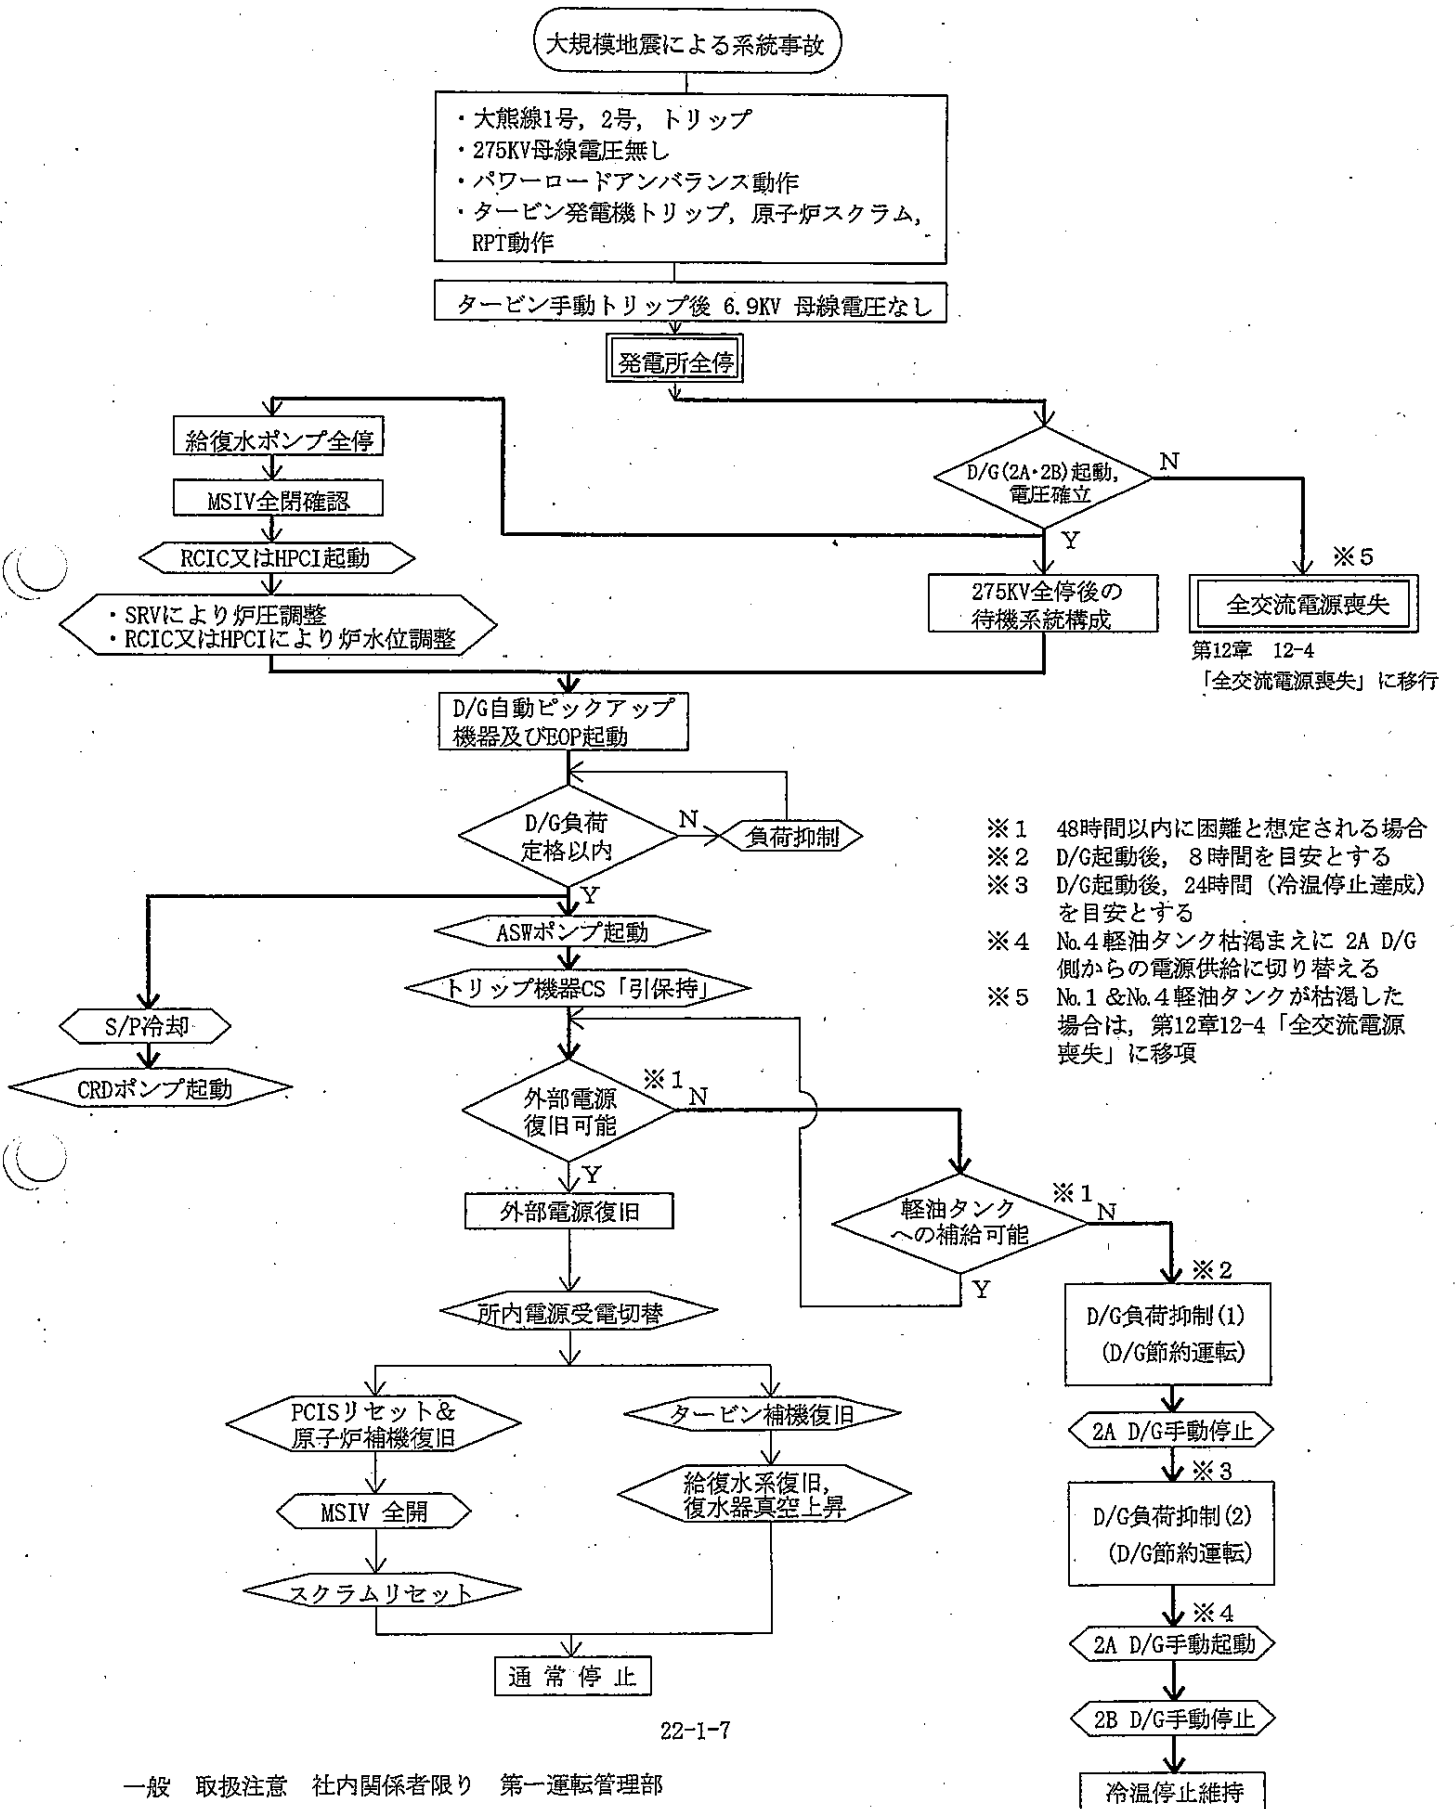 大規模地震による系統事故
・大熊線1号，2号，トリップ
・275KV母線電圧無し
・パワーロードアンバランス動作
・タービン発電機トリップ，原子炉スクラム，
RPT動作
タービン手動トリップ後 6.9KV 母線電圧なし
発電所全停
給復水ポンプ全停
MSIV全閉確認
RCIC又はHPCI起動
・SRVにより炉圧調整
・RCIC又はHPCIにより炉水位調整
D/G(2A・2B)起動，
電圧確立
N
Y
275KV全停後の
待機系統構成
※5
全交流電源喪失
第12章 12-4
「全交流電源喪失」に移行
D/G自動ピックアップ
機器及びEOP起動
D/G負荷
定格以内
N
負荷抑制
Y
※1 48時間以内に困難と想定される場合
※2 D/G起動後，8時間を目安とする
※3 D/G起動後，24時間（冷温停止達成）
を目安とする
※4 №4軽油タンク枯渇まえに 2A D/G
側からの電源供給に切り替える
※5 №1＆№4軽油タンクが枯渇した
場合は，第12章12-4「全交流電源
喪失」に移項
ASWポンプ起動
トリップ機器CS「引保持」
S/P冷却
CRDポンプ起動
外部電源
復旧可能
※1
N
Y
外部電源復旧
軽油タンク
への補給可能
※1
N
Y
所内電源受電切替
※2
D/G負荷抑制(1)
(D/G節約運転)
PCISリセット＆
原子炉補機復旧
MSIV 全開
スクラムリセット
タービン補機復旧
給復水系復旧，
復水器真空上昇
2A D/G手動停止
※3
D/G負荷抑制(2)
(D/G節約運転)
※4
2A D/G手動起動
通常停止
2B D/G手動停止
冷温停止維持
22-1-7
一般 取扱注意 社内関係者限り 第一運転管理部